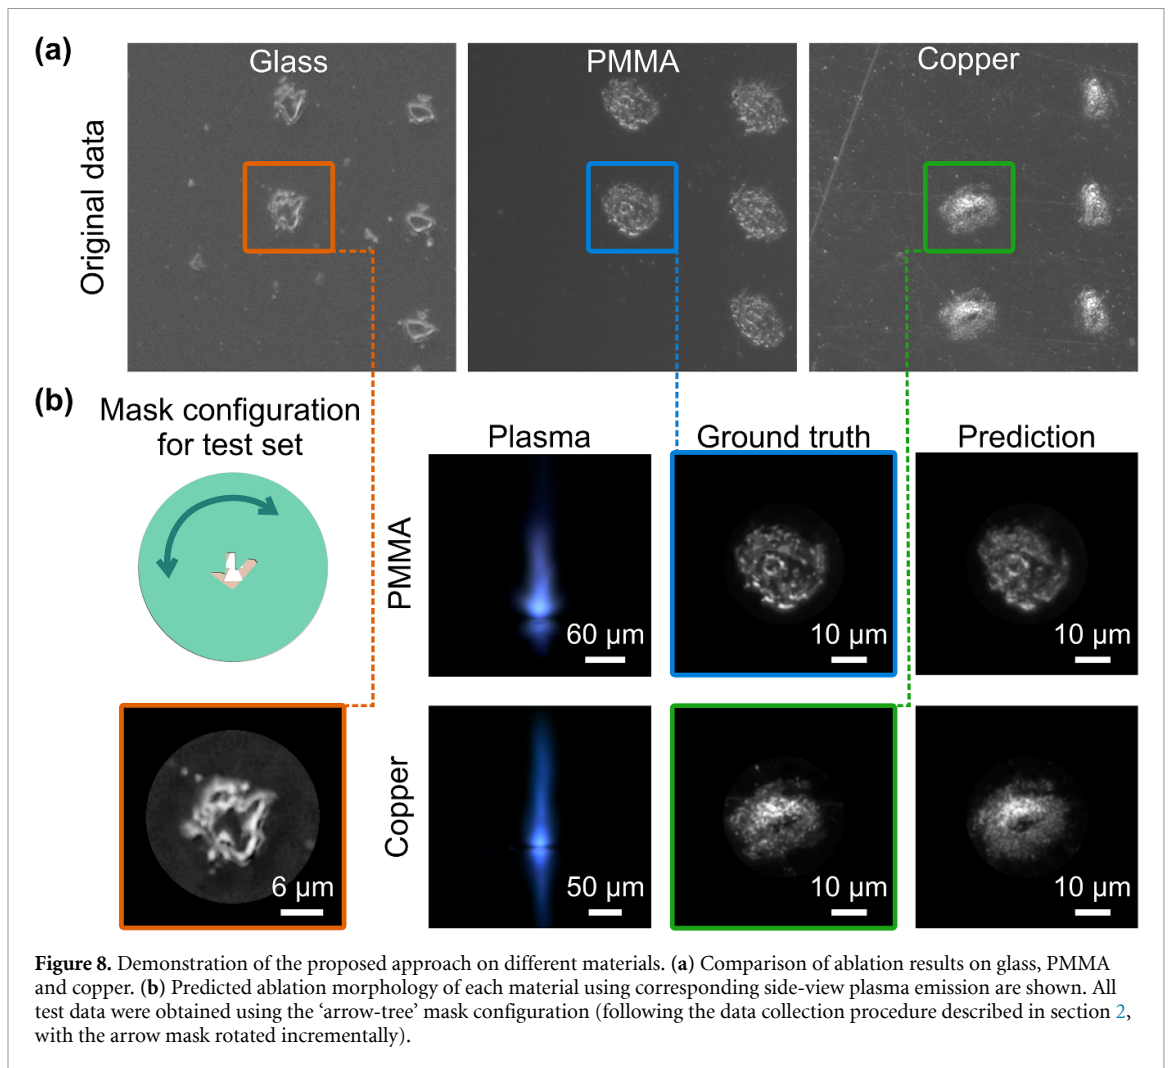 (a)
Glass
PMMA
Copper
Original data
(b)
Mask configuration
for test set
Plasma
Ground truth
Prediction
PMMA
60 µm
10 µm
10 µm
Copper
6 µm
50 µm
10 µm
10 µm
Figure 8. Demonstration of the proposed approach on different materials. (a) Comparison of ablation results on glass, PMMA
and copper. (b) Predicted ablation morphology of each material using corresponding side-view plasma emission are shown. All
test data were obtained using the ‘arrow-tree’ mask configuration (following the data collection procedure described in section 2,
with the arrow mask rotated incrementally).